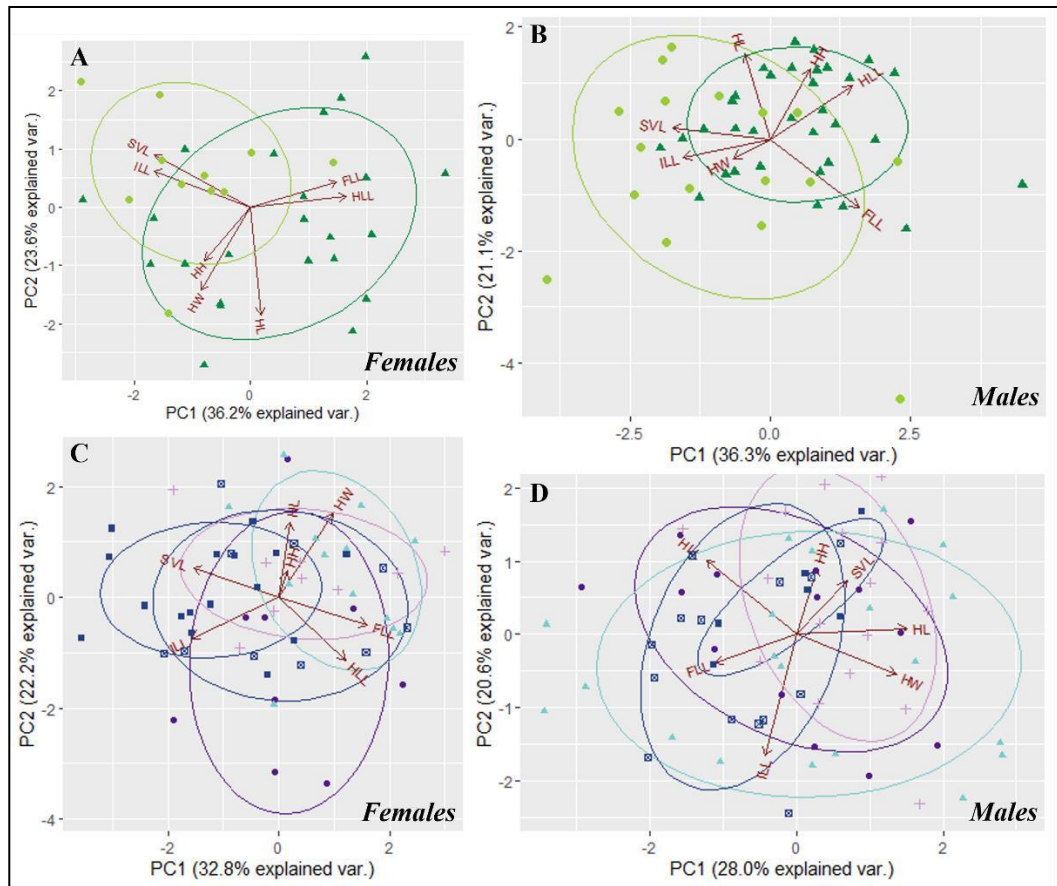 A
2
1
0
-1
-2
SVL
ILL
FLL
HLL
HH
HW
HL
Females
-2
0
2
PC1 (36.2% explained var.)
PC2 (23.6% explained var.)
B
2
0
-2
-4
HH
HLL
SVL
ILL
HW
FLL
Males
-2.5
0.0
2.5
PC1 (36.3% explained var.)
PC2 (21.1% explained var.)
C
2
0
-2
-4
HL
HW
HH
SVL
ILL
FLL
HLL
Females
-2
0
2
PC1 (32.8% explained var.)
PC2 (22.2% explained var.)
D
2
1
0
-1
-2
HH
SVL
HL
HW
FLL
ILL
Males
-2
0
2
PC1 (28.0% explained var.)
PC2 (20.6% explained var.)